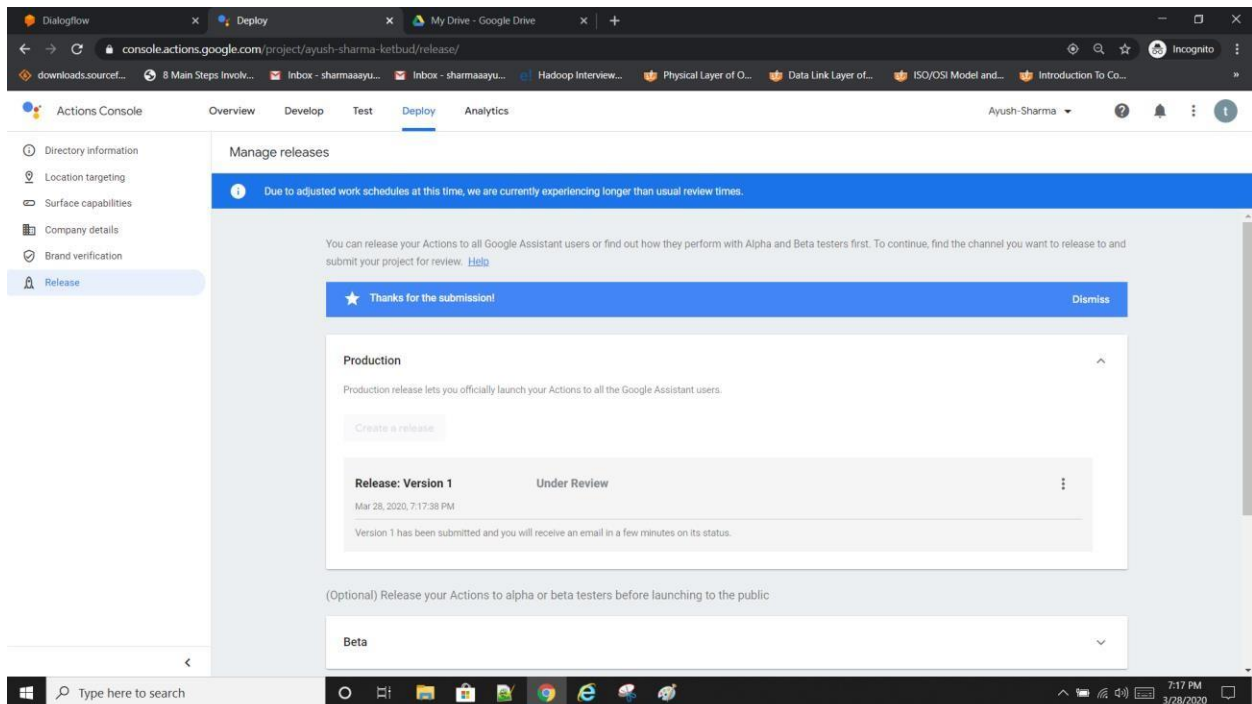 Dialogflow
Deploy
My Drive - Google Drive
console.actions.google.com/project/ayush-sharma-ketbud/release/
Incognito
downloads.sourcef...
8 Main Steps Involv...
Inbox - sharmaaayu...
Inbox - sharmaaayu...
Hadoop Interview...
Physical Layer of O...
Data Link Layer of...
ISO/OSI Model and...
Introduction To Co...
Actions Console
Overview
Develop
Test
Deploy
Analytics
Ayush-Sharma
t
Directory information
Location targeting
Surface capabilities
Company details
Brand verification
Release
Manage releases
Due to adjusted work schedules at this time, we are currently experiencing longer than usual review times.
You can release your Actions to all Google Assistant users or find out how they perform with Alpha and Beta testers first. To continue, find the channel you want to release to and
submit your project for review. Help
Thanks for the submission!
Dismiss
Production
Production release lets you officially launch your Actions to all the Google Assistant users.
Create a release
Release: Version 1
Under Review
Mar 28, 2020, 7:17:38 PM
Version 1 has been submitted and you will receive an email in a few minutes on its status.
(Optional) Release your Actions to alpha or beta testers before launching to the public
Beta
Type here to search
7:17 PM
3/28/2020